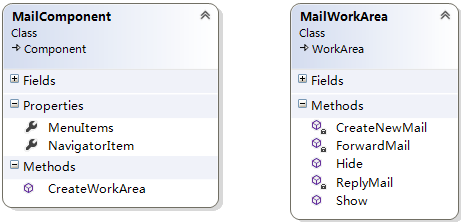 MailComponent
Class
Component
Fields
Properties
MenuItems
NavigatorItem
Methods
CreateWorkArea
MailWorkArea
Class
WorkArea
Fields
Methods
CreateNewMail
ForwardMail
Hide
ReplyMail
Show